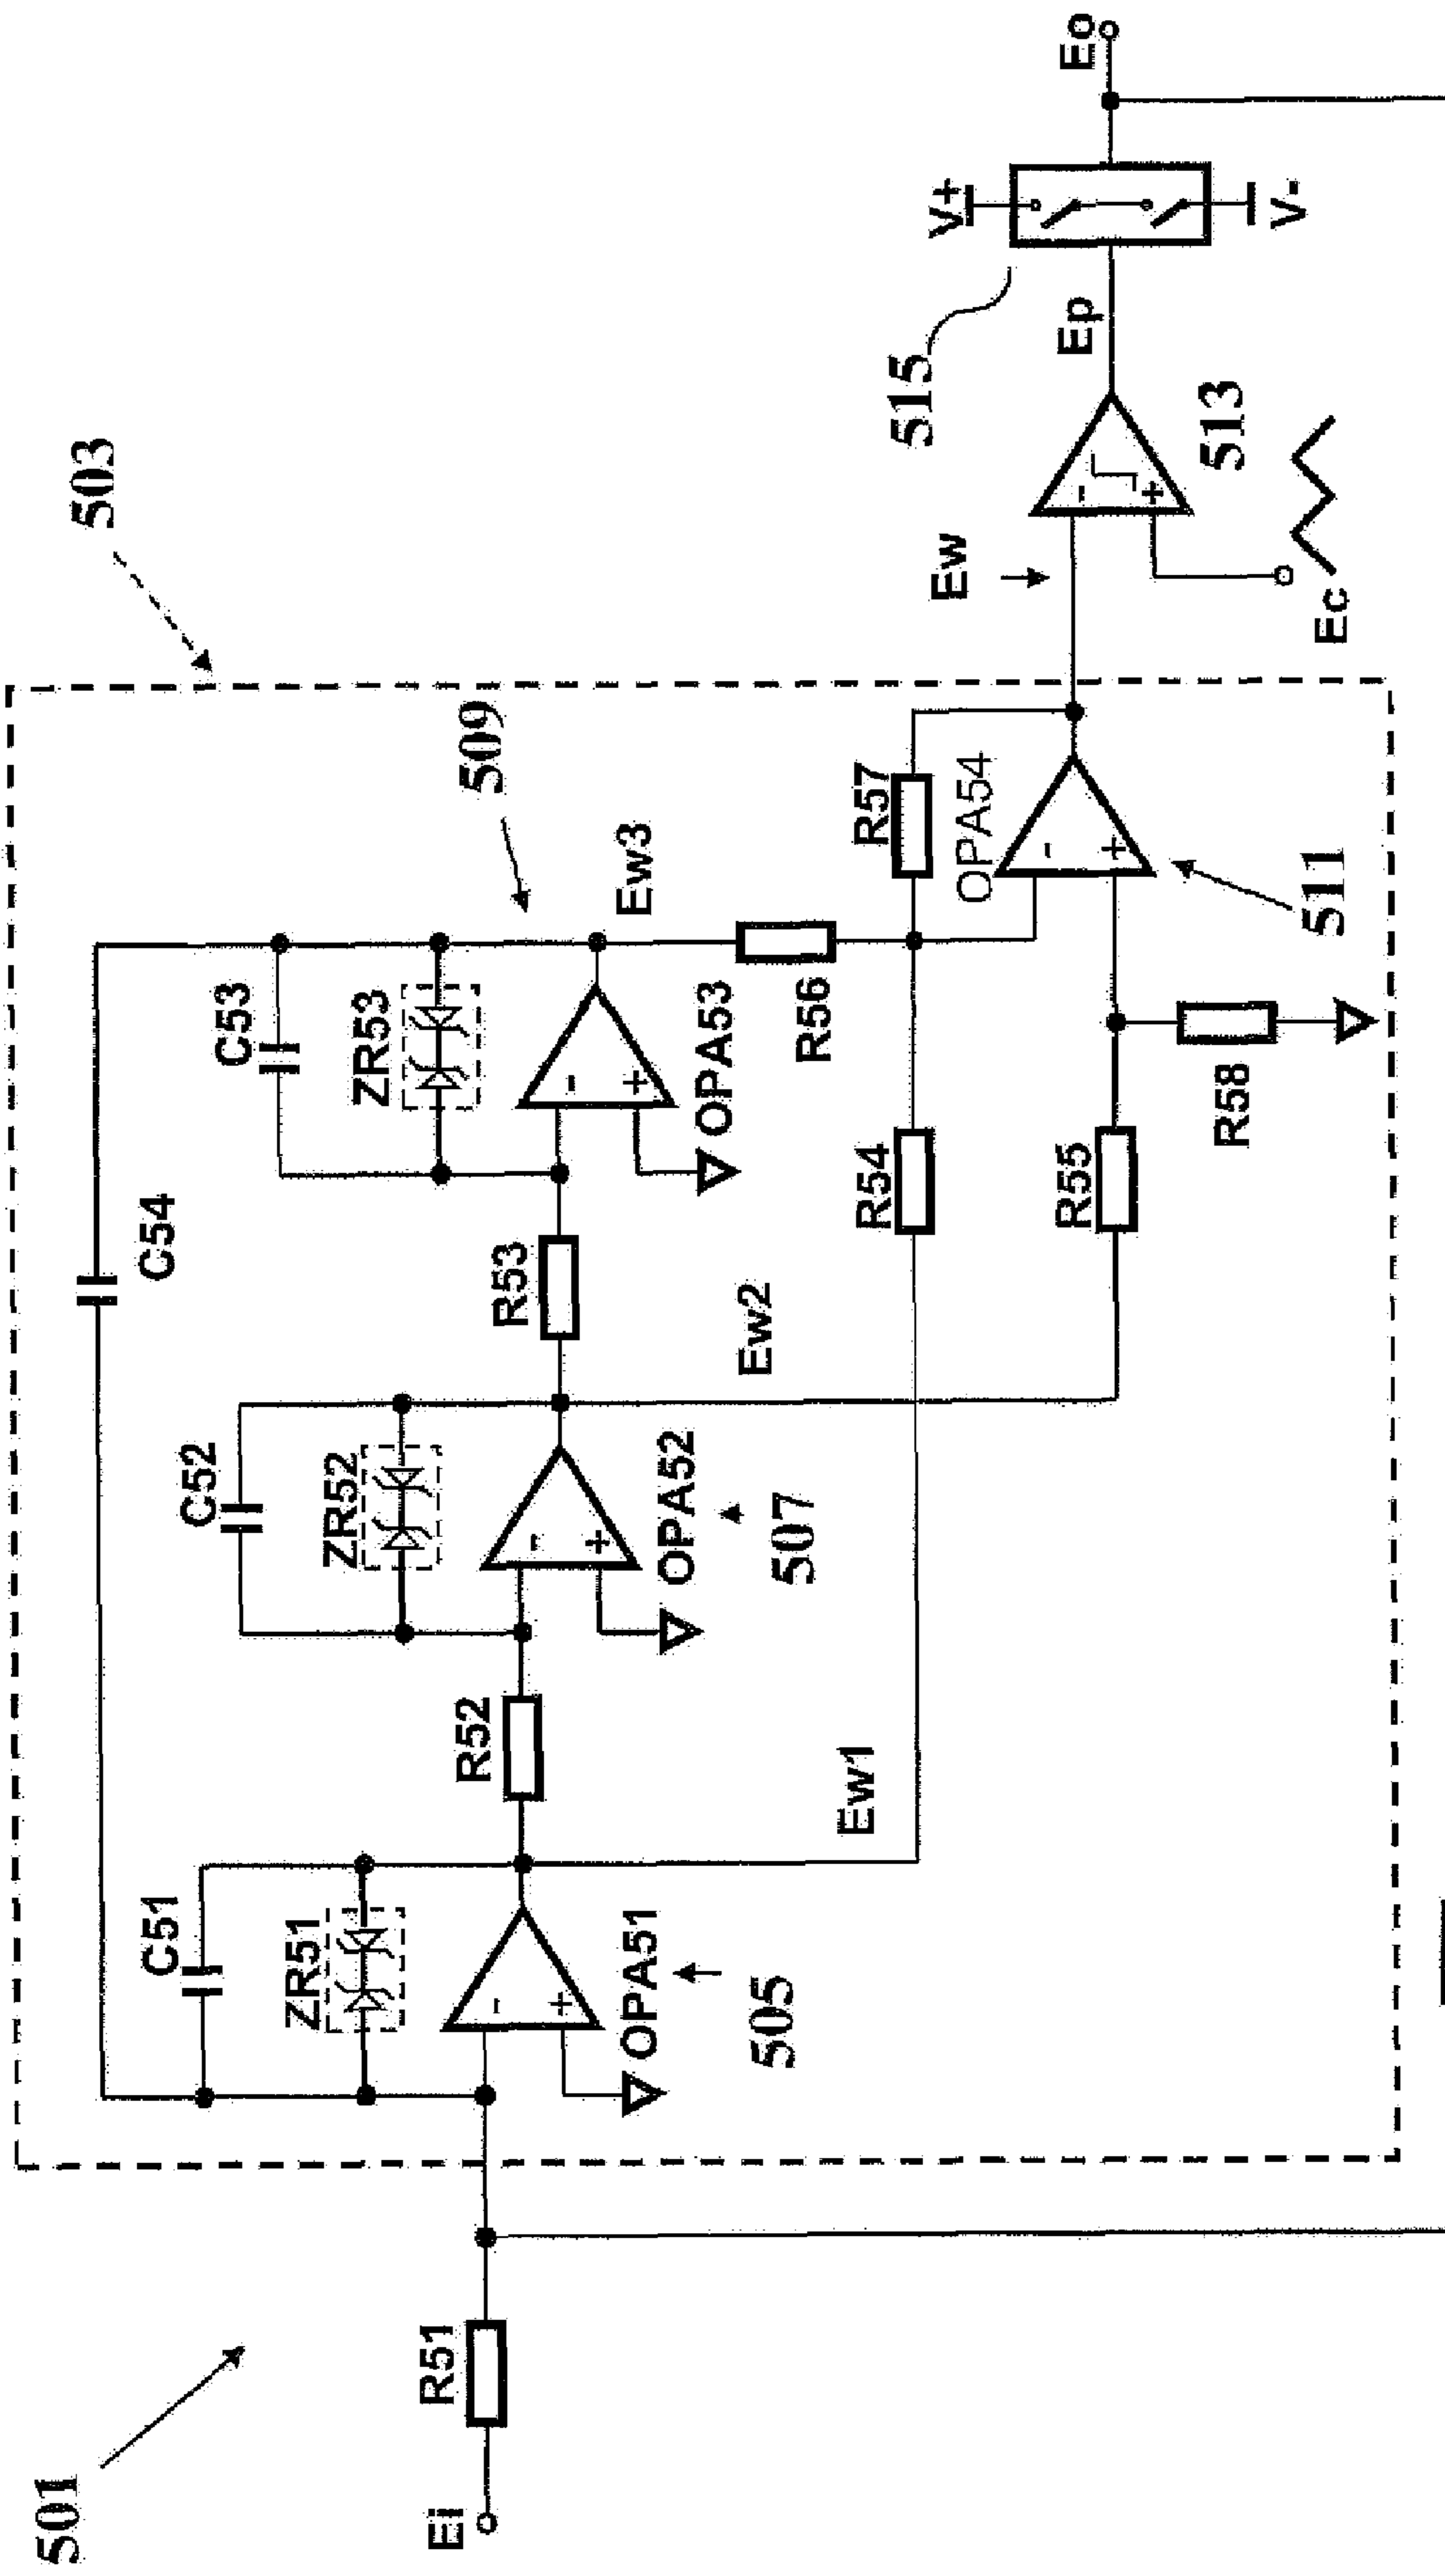 501
503
C54
C51
C52
C53
ZR51
ZR52
ZR53
509
Ei
R51
R52
R53
-
+
-
+
-
+
OPA51
OPA52
OPA53
505
507
Ew3
Ew1
Ew2
R56
R54
R57
R55
OPA54
-
+
R58
511
Ew
Ec
-
+
513
515
Ep
V+
V-
Eo